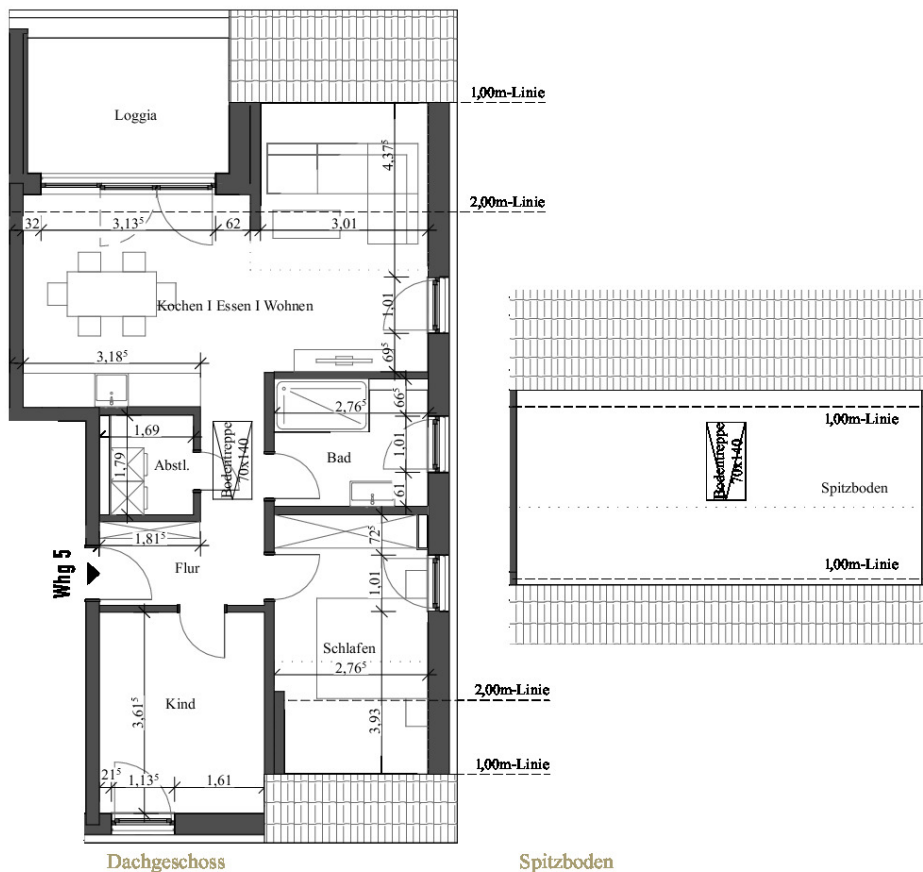 1,00m-Linie
Loggia
4,37⁵
2,00m-Linie
32
3,13⁵
62
3,01
Kochen I Essen I Wohnen
1,01
3,18⁵
69⁵
2,76⁵
66⁵
1,69
1,79
Abstl.
Bodentreppe
70x140
Bad
1,01
61
1,81⁵
72⁵
Whg 5
Flur
1,01
Schlafen
2,76⁵
2,00m-Linie
Kind
3,61⁵
3,93
21⁵
1,13⁵
1,61
1,00m-Linie
Dachgeschoss
1,00m-Linie
Bodentreppe
70x140
Spitzboden
1,00m-Linie
Spitzboden